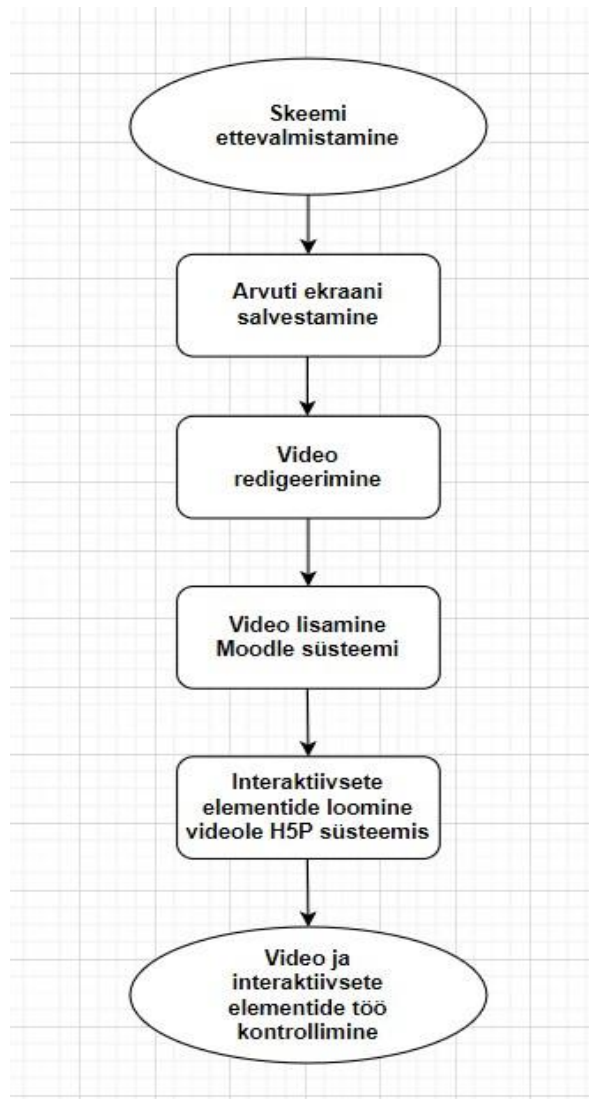 Skeemi
ettevalmistamine
Arvuti ekraani
salvestamine
Video
redigeerimine
Video lisamine
Moodle süsteemi
Interaktiivsete
elementide loomine
videole H5P süsteemis
Video ja
interaktiivsete
elementide töö
kontrollimine